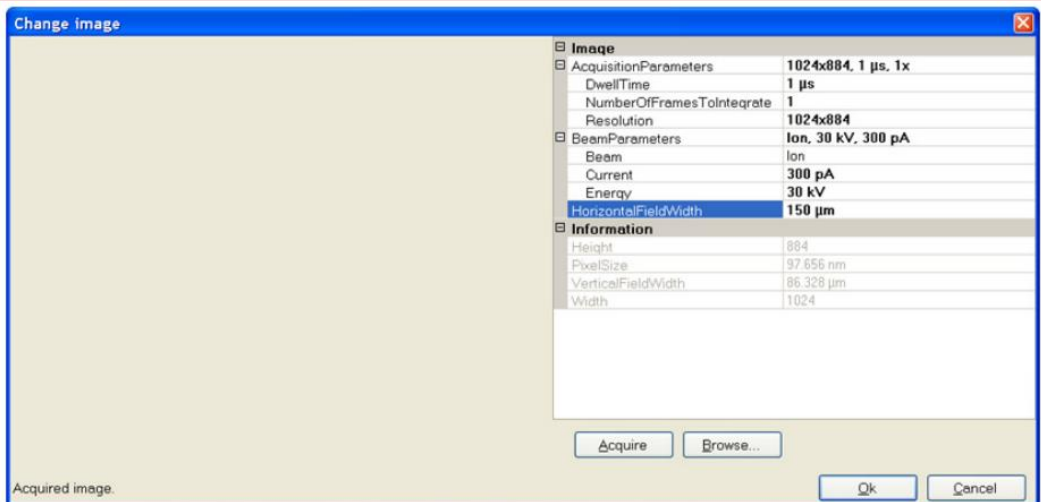 Change image
Image
AcquisitionParameters 1024x884, 1 µs, 1x
DwellTime 1 µs
NumberOfFramesToIntegrate 1
Resolution 1024x884
BeamParameters Ion, 30 kV, 300 pA
Beam Ion
Current 300 pA
Energy 30 kV
HorizontalFieldWidth 150 µm
Information
Height 884
PixelSize 97.656 nm
VerticalFieldWidth 86.328 µm
Width 1024
Acquire Browse...
Acquired image. Ok Cancel